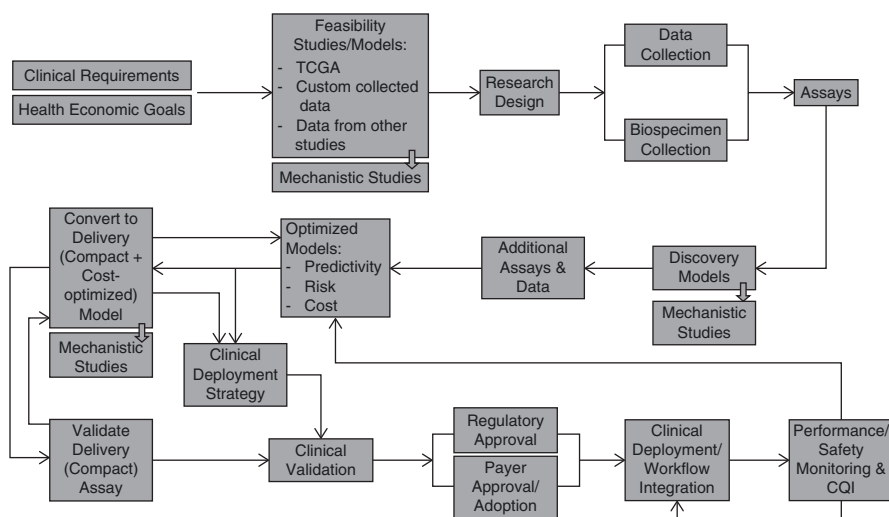 Clinical Requirements
Health Economic Goals
Feasibility
Studies/Models:
- TCGA
- Custom collected
data
- Data from other
studies
Mechanistic Studies
Research
Design
Data
Collection
Biospecimen
Collection
Assays
Convert to
Delivery
(Compact +
Cost-
optimized)
Model
Mechanistic
Studies
Optimized
Models:
- Predictivity
- Risk
- Cost
Additional
Assays &
Data
Discovery
Models
Mechanistic
Studies
Clinical
Deployment
Strategy
Validate
Delivery
(Compact)
Assay
Clinical
Validation
Regulatory
Approval
Payer
Approval/
Adoption
Clinical
Deployment/
Workflow
Integration
Performance/
Safety
Monitoring &
CQI